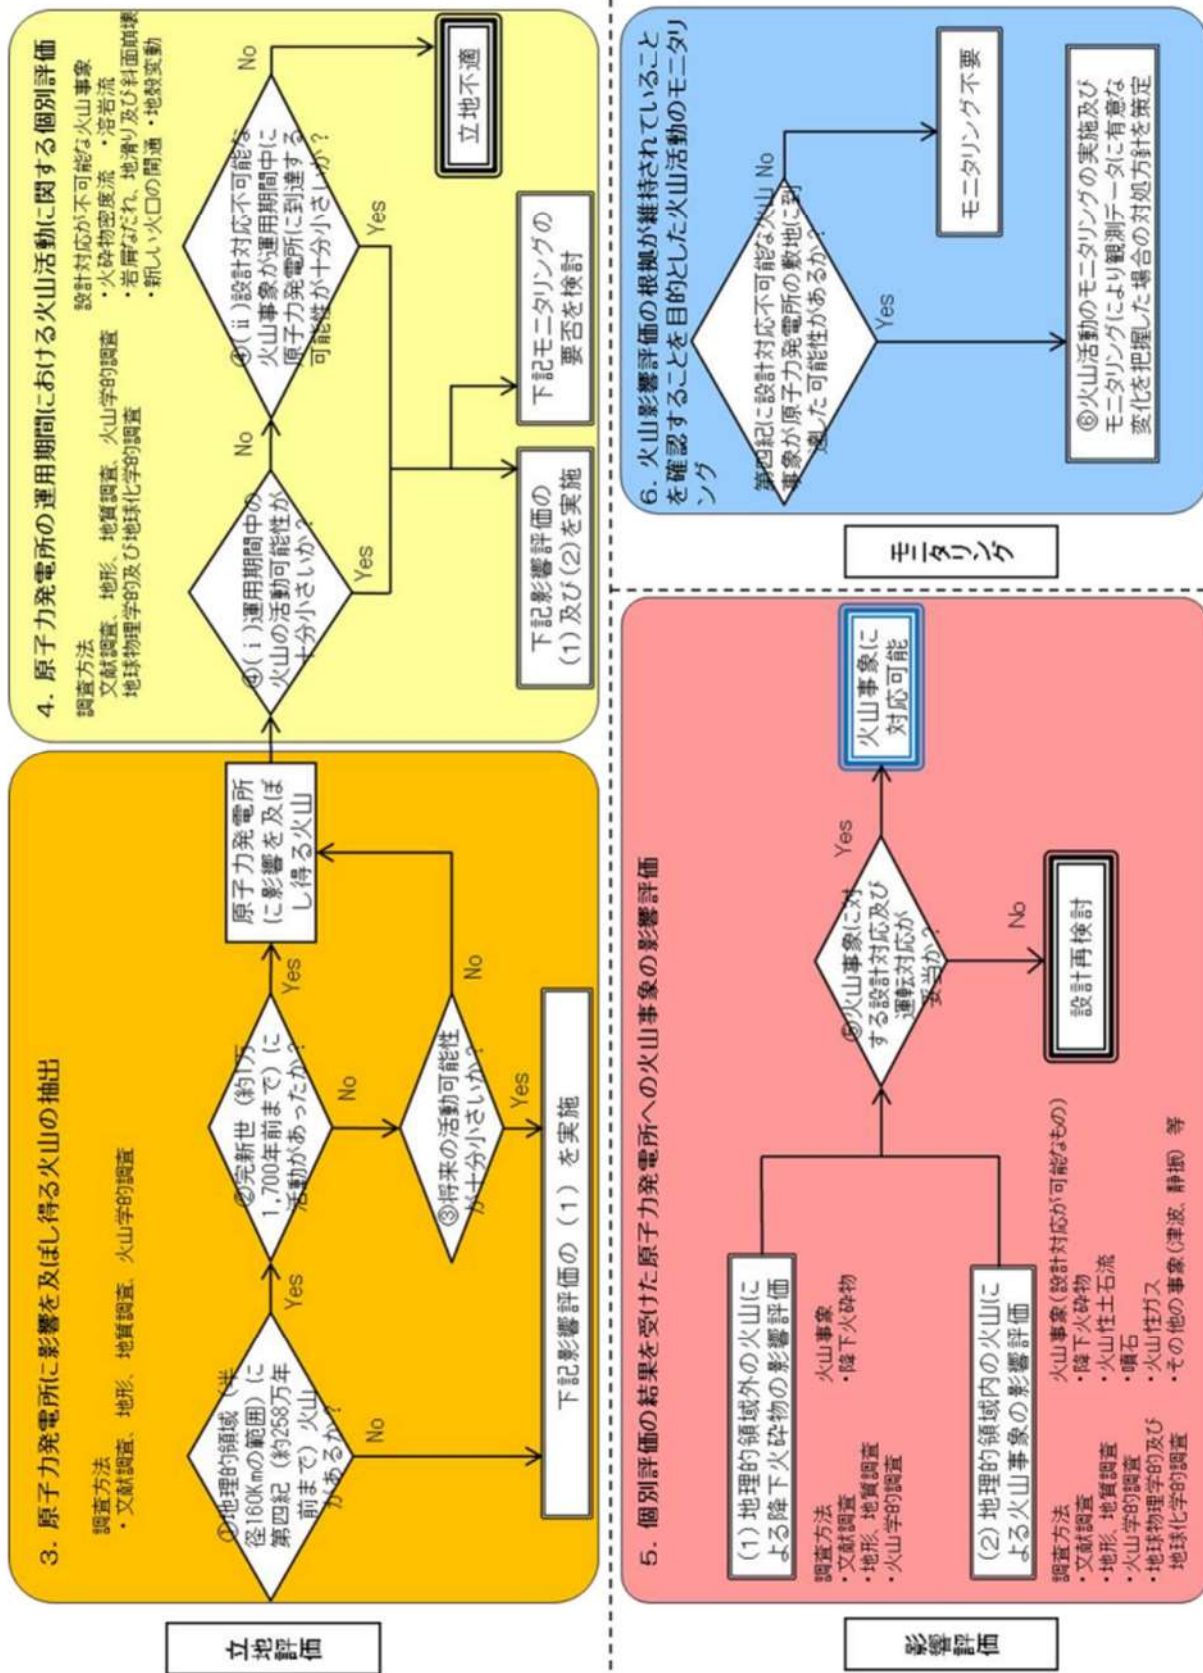 立地
評価
3. 原子力発電所に影響を及ぼし得る火山の抽出
調査方法
・文献調査、地形、地質調査、火山学的調査
①地理的領域（半
径160Kmの範囲）に
第四紀（約258万年
前まで）火山
があるか？
Yes
No
②完新世（約1万
1,700年前まで）に
活動があったか？
Yes
No
③将来の活動可能性
が十分小さいか？
No
Yes
原子力発電所
に影響を及ぼ
し得る火山
下記影響評価の（1）を実施
4. 原子力発電所の運用期間における火山活動に関する個別評価
調査方法
文献調査、地形、地質調査、火山学的調査
地球物理学的及び地球化学的調査
設計対応が不可能な火山事象
・火砕物密度流 ・溶岩流
・岩屑なだれ、地滑り及び斜面崩壊
・新しい火口の開通 ・地殻変動
④(ⅰ)運用期間中の
火山の活動可能性が
十分小さいか？
No
Yes
④(ⅱ)設計対応不可能な
火山事象が運用期間中に
原子力発電所に到達する
可能性が十分小さいか？
No
Yes
立地不適
下記影響評価の
(1)及び(2)を実施
下記モニタリングの
要否を検討
影響
評価
5. 個別評価の結果を受けた原子力発電所への火山事象の影響評価
(1)地理的領域外の火山に
よる降下火砕物の影響評価
調査方法
・文献調査
・地形、地質調査
・火山学的調査
火山事象
・降下火砕物
(2)地理的領域内の火山に
よる火山事象の影響評価
調査方法
・文献調査
・地形、地質調査
・火山学的調査
・地球物理学的及び
地球化学的調査
火山事象(設計対応が可能なもの)
・降下火砕物
・火山性土石流
・噴石
・火山性ガス
・その他の事象(津波、静振) 等
⑤火山事象に対
する設計対応及び
運転対応が
妥当か？
Yes
No
火山事象に
対応可能
設計再検討
モニタリング
6. 火山影響評価の根拠が維持されていること
を確認することを目的とした火山活動のモニタリ
ング
第四紀に設計対応不可能な火山
事象が原子力発電所の敷地に到
達した可能性があるか？
No
Yes
モニタリング不要
⑥火山活動のモニタリングの実施及び
モニタリングにより観測データに有意な
変化を把握した場合の対処方針を策定